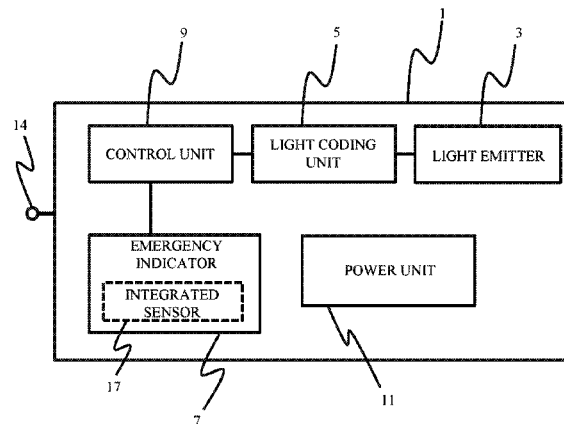 9
5
1
3
14
CONTROL UNIT
LIGHT CODING
UNIT
LIGHT EMITTER
EMERGENCY
INDICATOR
INTEGRATED
SENSOR
POWER UNIT
17
7
11